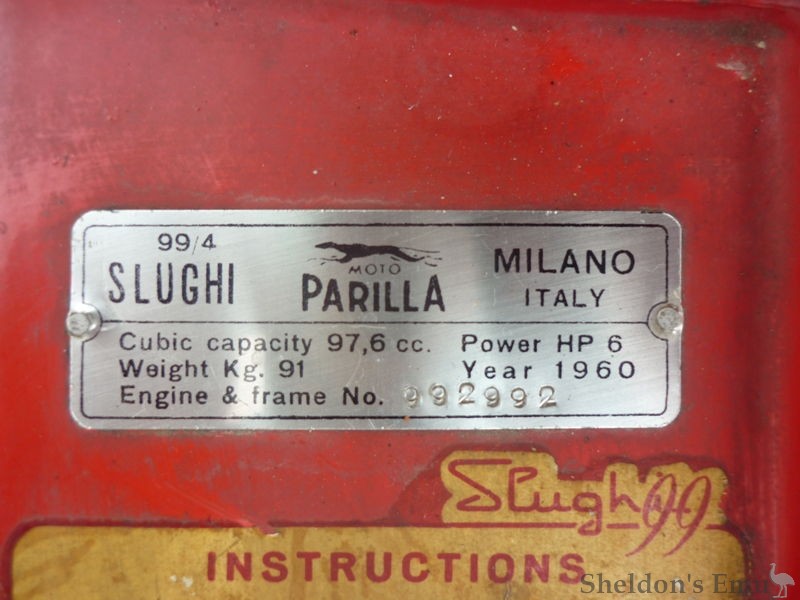 99/4
SLUGHI
MOTO
PARILLA
MILANO
ITALY
Cubic capacity 97,6 cc. Power HP 6
Weight Kg. 91 Year 1960
Engine & frame No. 992992
Slughi 99
INSTRUCTIONS
Sheldon's Emu